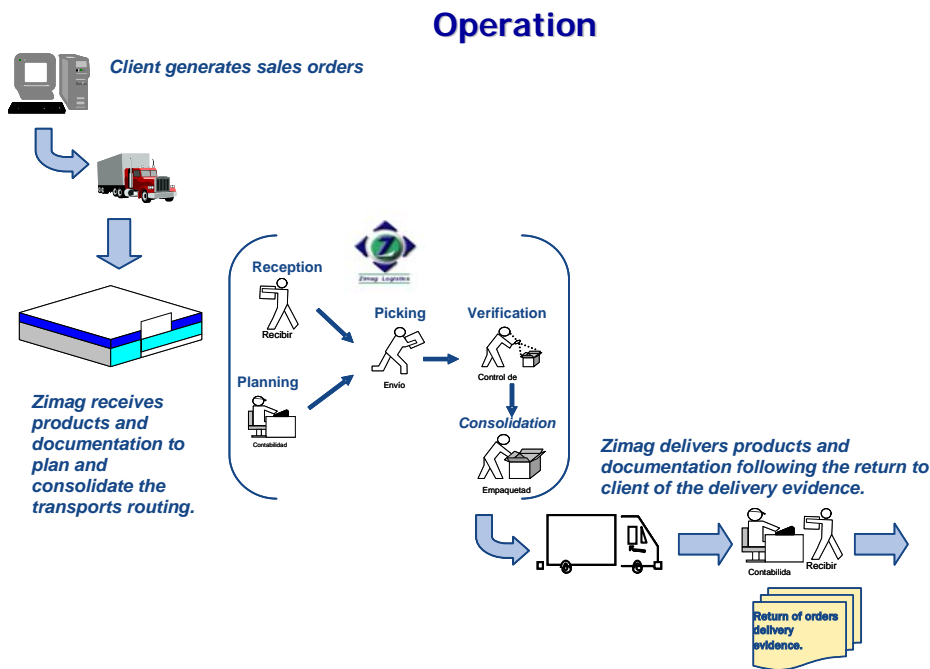 Operation
Client generates sales orders
Reception
Zimag Logistics
Recibir
Picking
Verification
Envío
Control de
Planning
Contabilidad
Consolidation
Empaquetad
Zimag receives
products and
documentation to
plan and
consolidate the
transports routing.
Zimag delivers products and
documentation following the return to
client of the delivery evidence.
Contabilida
Recibir
Return of orders
delivery
evidence.